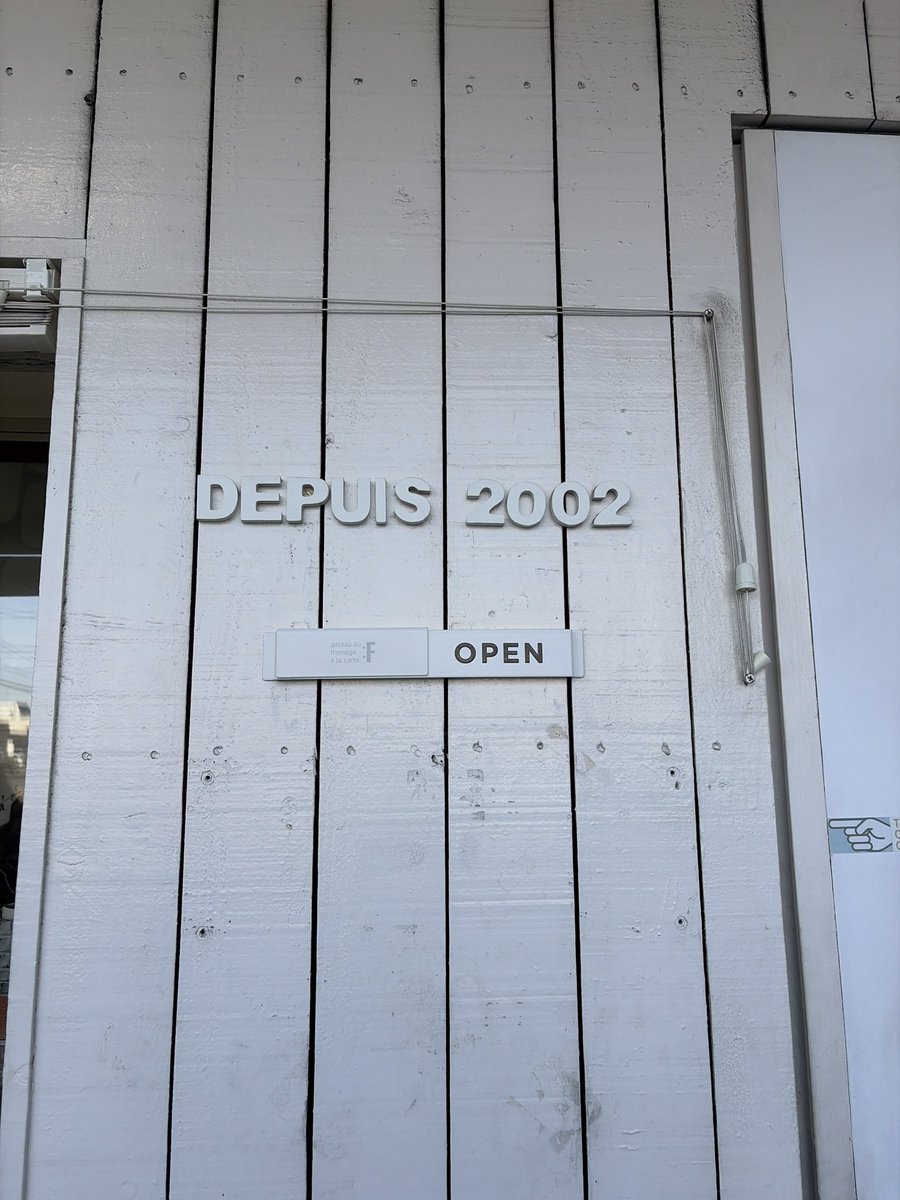 DEPUIS 2002
gateau au
fromage
a la carte
:F
OPEN